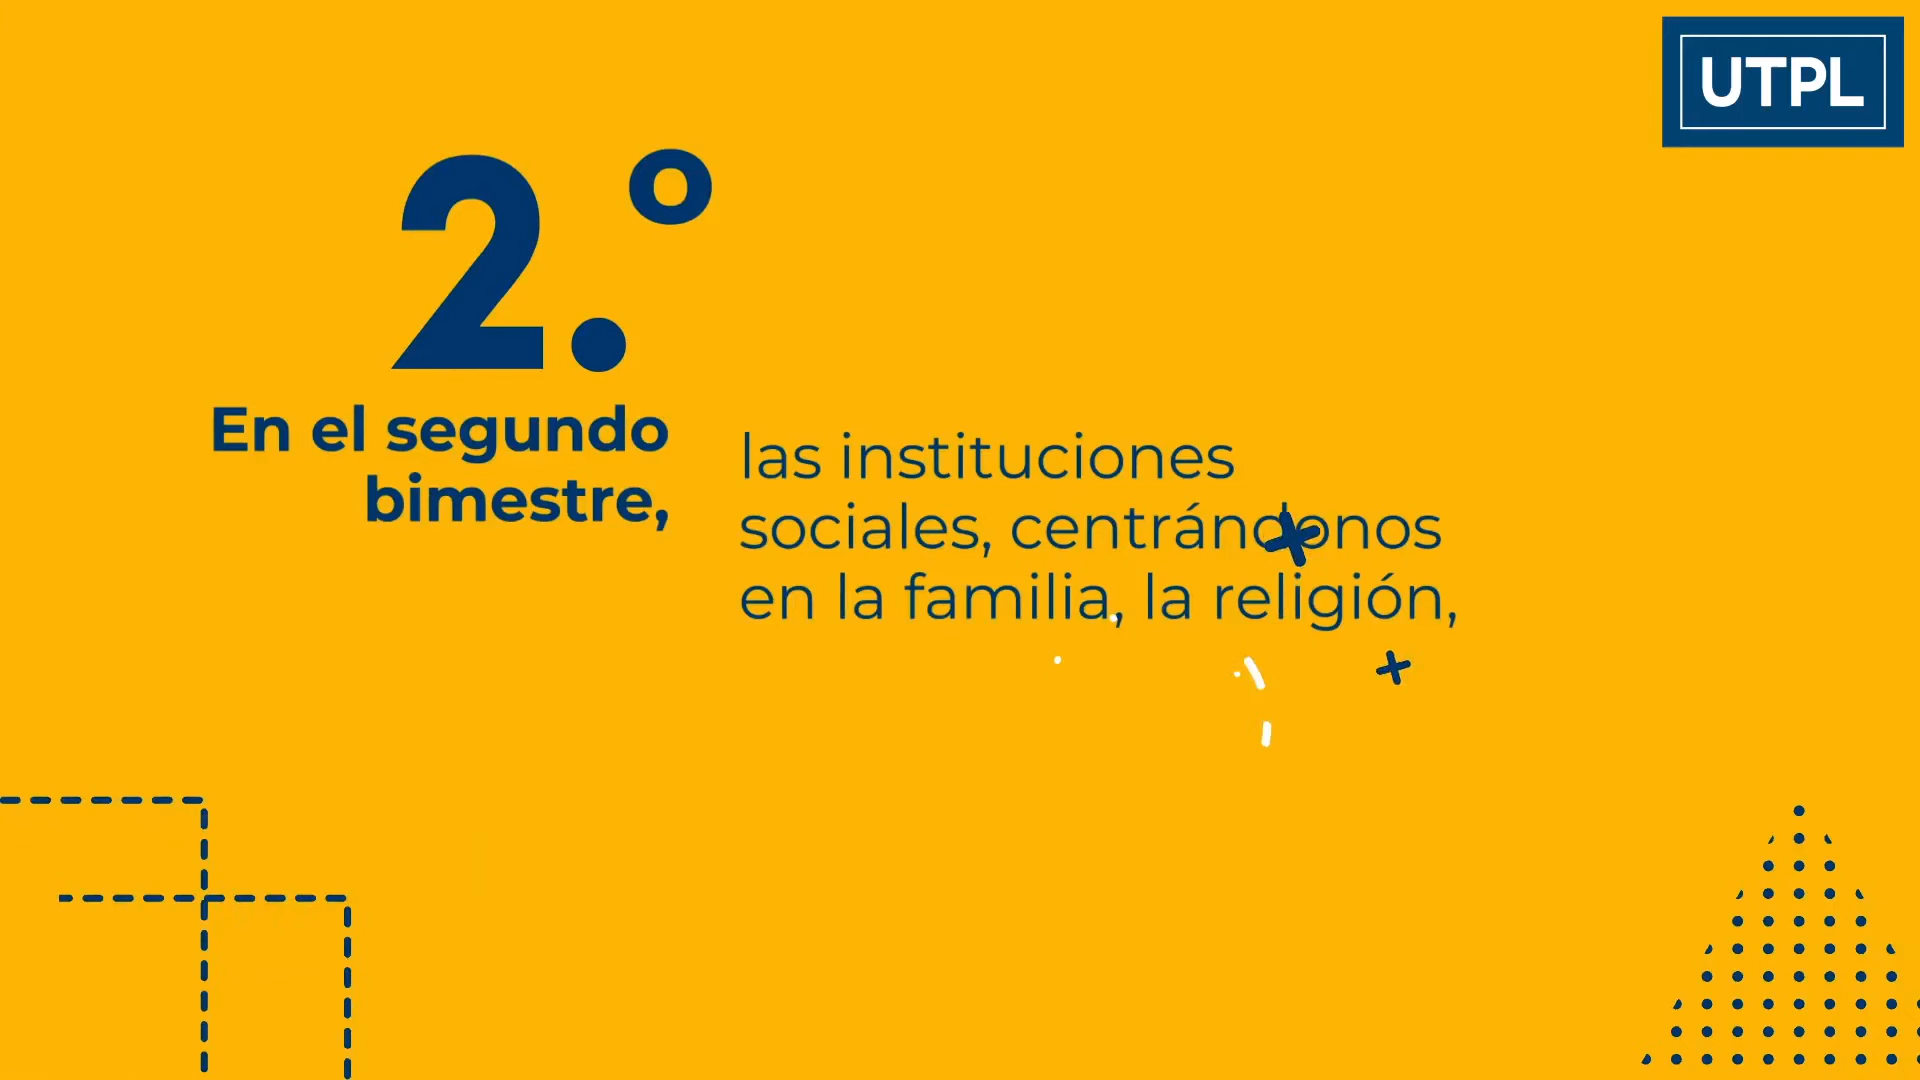 UTPL
2.º
En el segundo
bimestre,
las instituciones
sociales, centrándonos
en la familia, la religión,